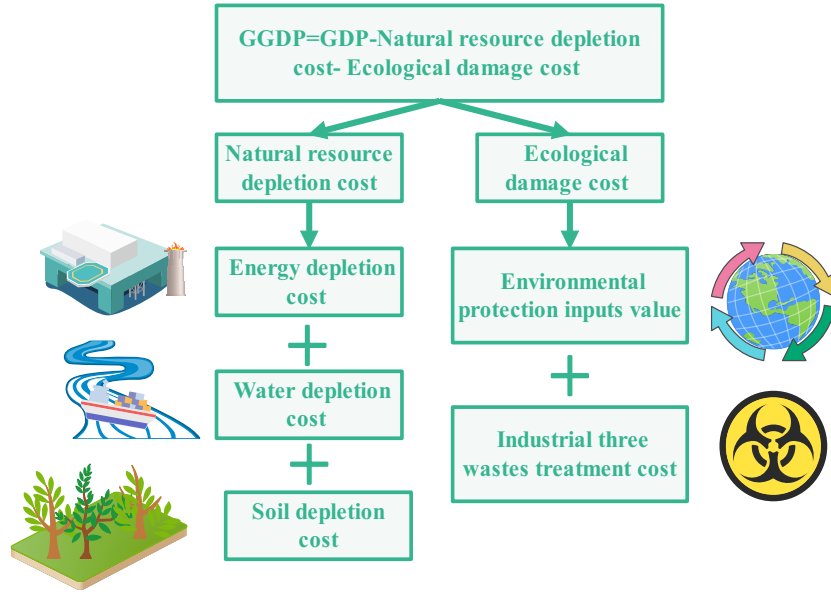 GGDP=GDP-Natural resource depletion
cost- Ecological damage cost
Natural resource
depletion cost
Ecological
damage cost
Energy depletion
cost
Environmental
protection inputs value
Water depletion
cost
Industrial three
wastes treatment cost
Soil depletion
cost